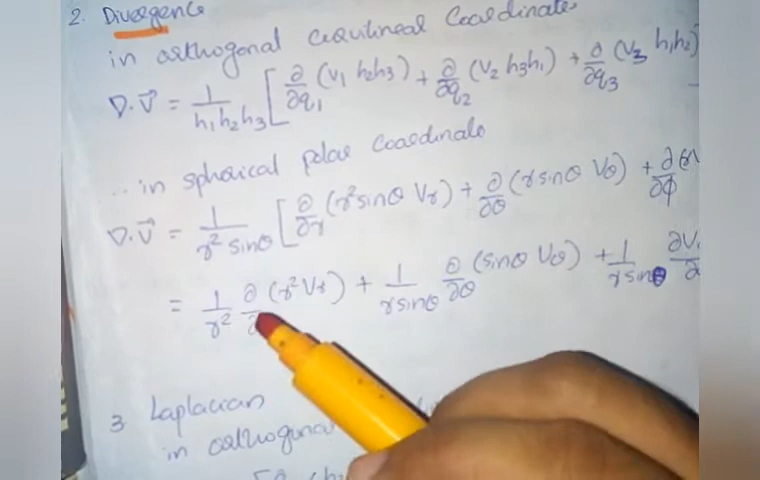 2. Divergence
in orthogonal curvilineal Coordinates
∇.V⃗ = 1/(h₁h₂h₃) [ ∂/∂q₁ (V₁ h₂h₃) + ∂/∂q₂ (V₂ h₃h₁) + ∂/∂q₃ (V₃ h₁h₂)
.. in spherical polar Coordinate
∇.V⃗ = 1/(r² sinθ) [ ∂/∂r (r² sinθ Vr) + ∂/∂θ (r sinθ Vθ) + ∂/∂ϕ (r
= 1/r² ∂/∂ (r² Vr) + 1/(r sinθ) ∂/∂θ (sinθ Vθ) + 1/(r sinθ) ∂V
3 Laplacian
in orthogona